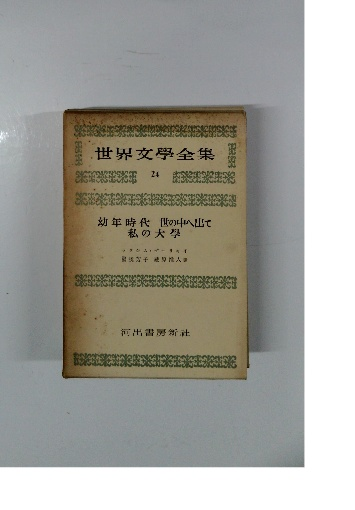 世界文學全集
24
幼年時代 世の中へ出て
私の大學
河出書房新社